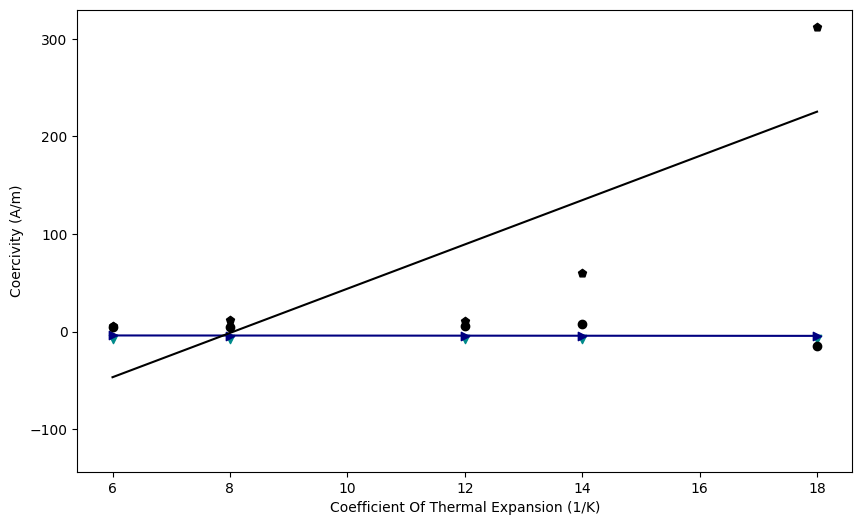 300
200
100
0
−100
Coercivity (A/m)
6 8 10 12 14 16 18
Coefficient Of Thermal Expansion (1/K)